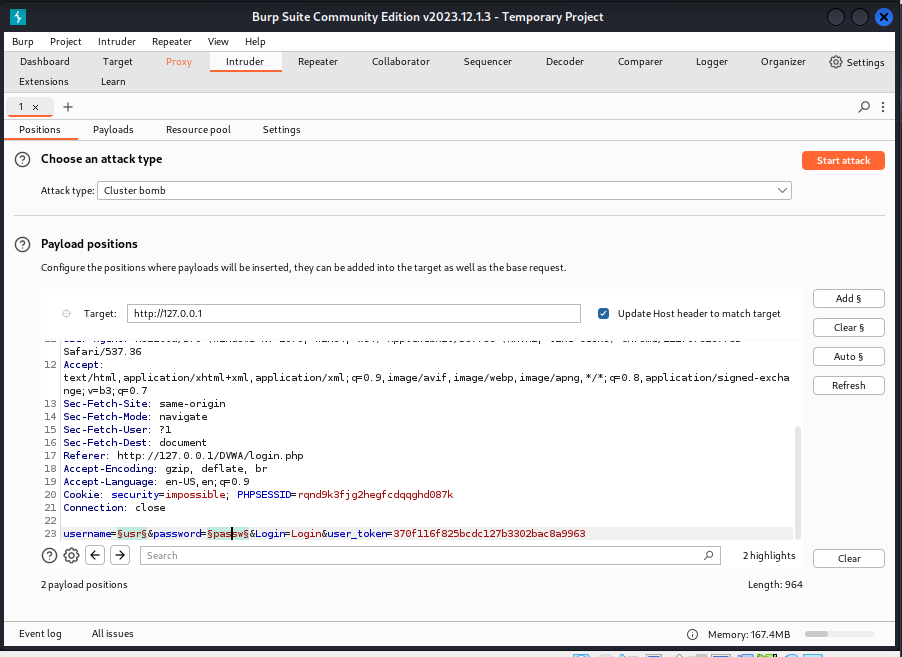 Burp Suite Community Edition v2023.12.1.3 - Temporary Project
Burp Project Intruder Repeater View Help
Dashboard Target Proxy Intruder Repeater Collaborator Sequencer Decoder Comparer Logger Organizer Settings
Extensions Learn
1 × +
Positions Payloads Resource pool Settings
? Choose an attack type
Start attack
Attack type: Cluster bomb
? Payload positions
Configure the positions where payloads will be inserted, they can be added into the target as well as the base request.
Add §
Target: http://127.0.0.1 Update Host header to match target
Clear §
Safari/537.36
Auto §
12 Accept:
text/html,application/xhtml+xml,application/xml;q=0.9,image/avif,image/webp,image/apng,*/*;q=0.8,application/signed-excha
Refresh
nge;v=b3;q=0.7
13 Sec-Fetch-Site: same-origin
14 Sec-Fetch-Mode: navigate
15 Sec-Fetch-User: ?1
16 Sec-Fetch-Dest: document
17 Referer: http://127.0.0.1/DVWA/login.php
18 Accept-Encoding: gzip, deflate, br
19 Accept-Language: en-US,en;q=0.9
20 Cookie: security=impossible; PHPSESSID=rqnd9k3fjg2hegfcdqqghd087k
21 Connection: close
22
23 username=§usr§&password=§passw§&Login=Login&user_token=370f116f825bcdc127b3302bac8a9963
? Search 2 highlights Clear
2 payload positions Length: 964
Event log All issues Memory: 167.4MB